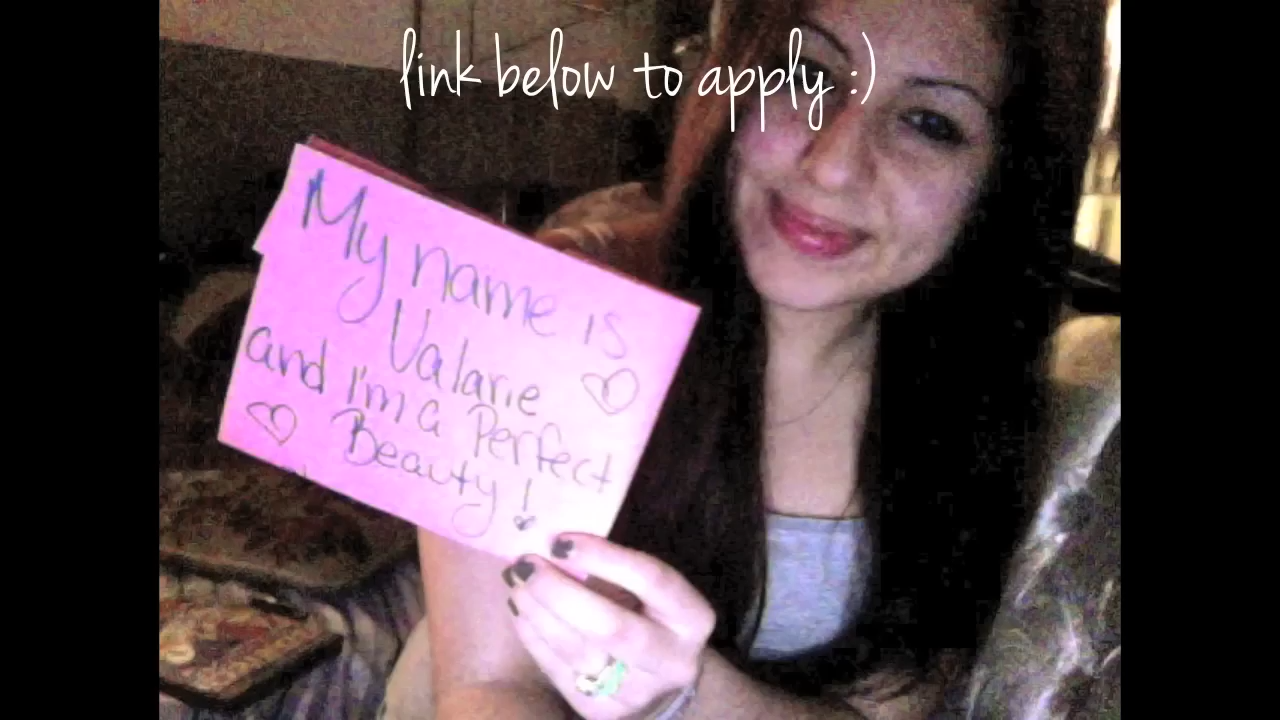 link below to apply :)
My name is
Valarie
and I'm a Perfect
Beauty!